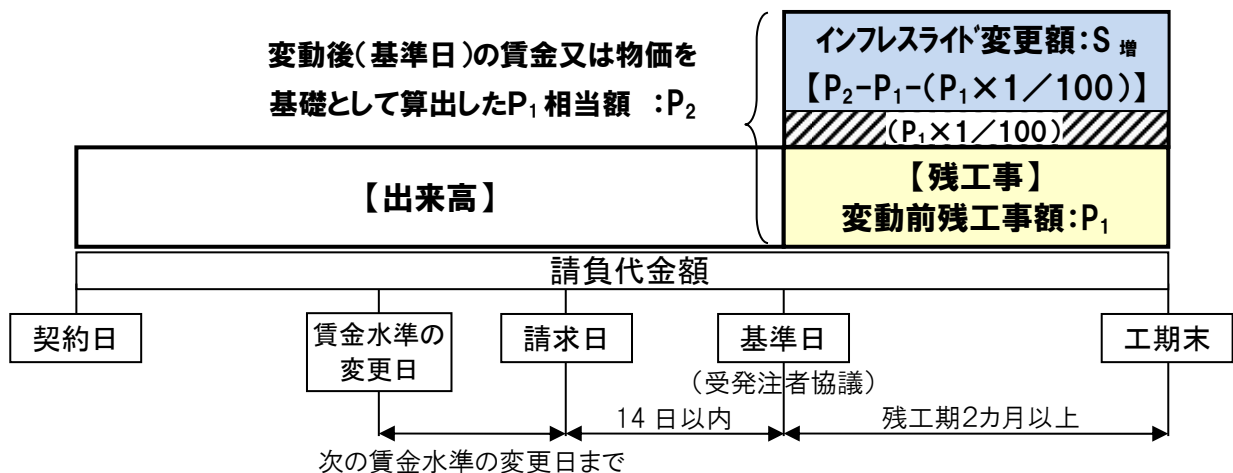 変動後(基準日)の賃金又は物価を
基礎として算出したP₁相当額 :P₂
インフレスライド変更額:S 増
【P₂-P₁-(P₁×1/100)】
(P₁×1/100)
【出来高】
【残工事】
変動前残工事額:P₁
請負代金額
契約日
賃金水準の
変更日
請求日
基準日
工期末
(受発注者協議)
14日以内
残工期2カ月以上
次の賃金水準の変更日まで